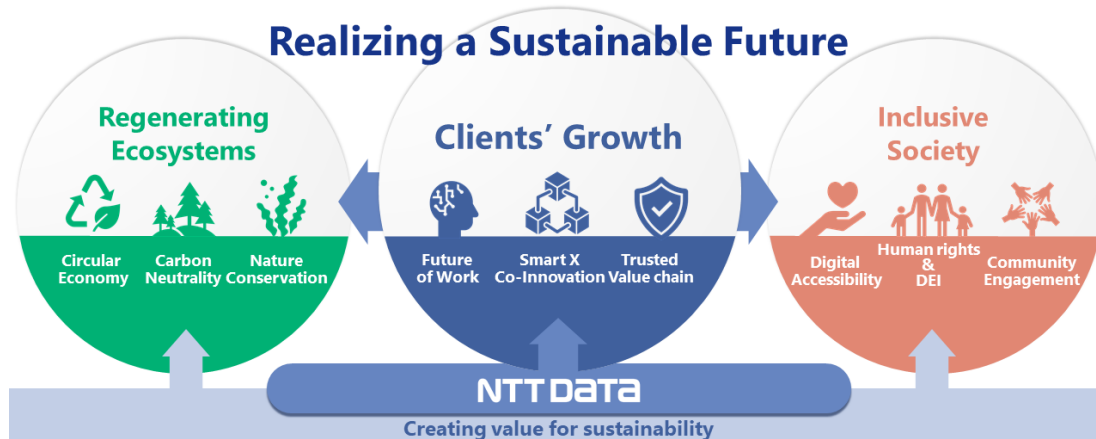 Realizing a Sustainable Future
Regenerating
Ecosystems
Circular
Economy
Carbon
Neutrality
Nature
Conservation
Clients’ Growth
Future
of Work
Smart X
Co-Innovation
Trusted
Value chain
Inclusive
Society
Digital
Accessibility
Human rights
&
DEI
Community
Engagement
NTT DATA
Creating value for sustainability